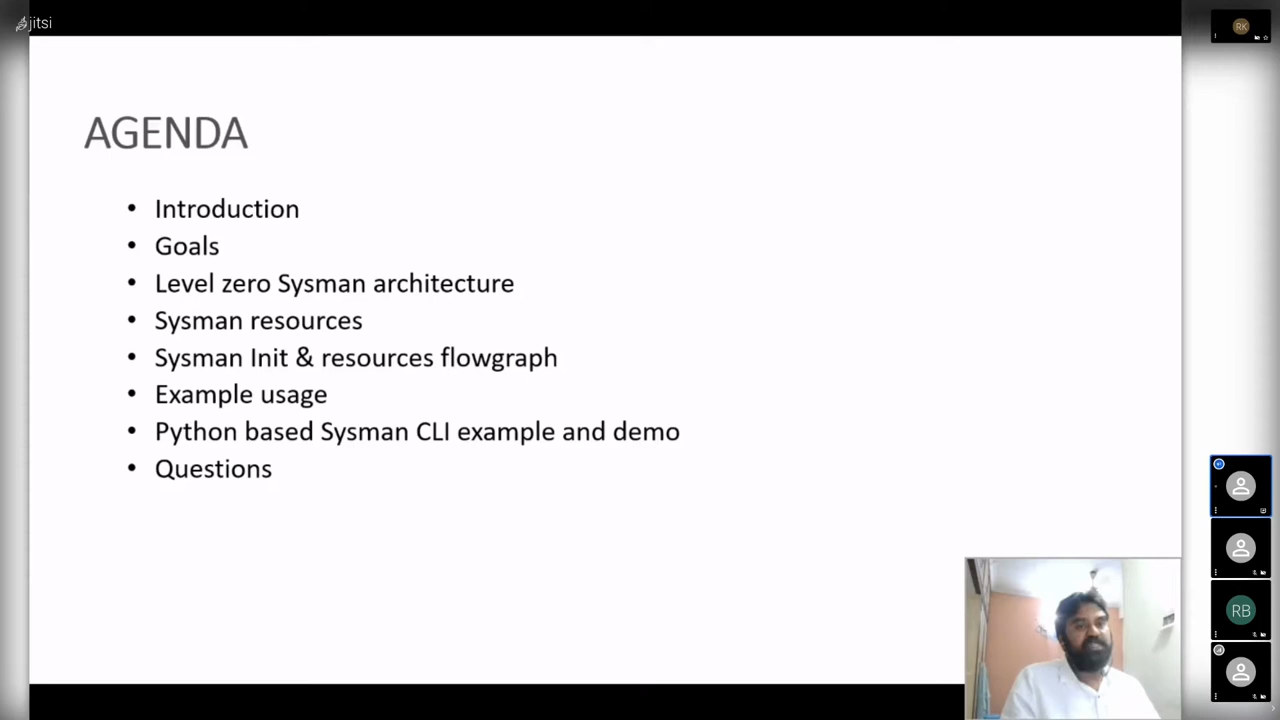 jitsi
RK
AGENDA
• Introduction
• Goals
• Level zero Sysman architecture
• Sysman resources
• Sysman Init & resources flowgraph
• Example usage
• Python based Sysman CLI example and demo
• Questions
RB